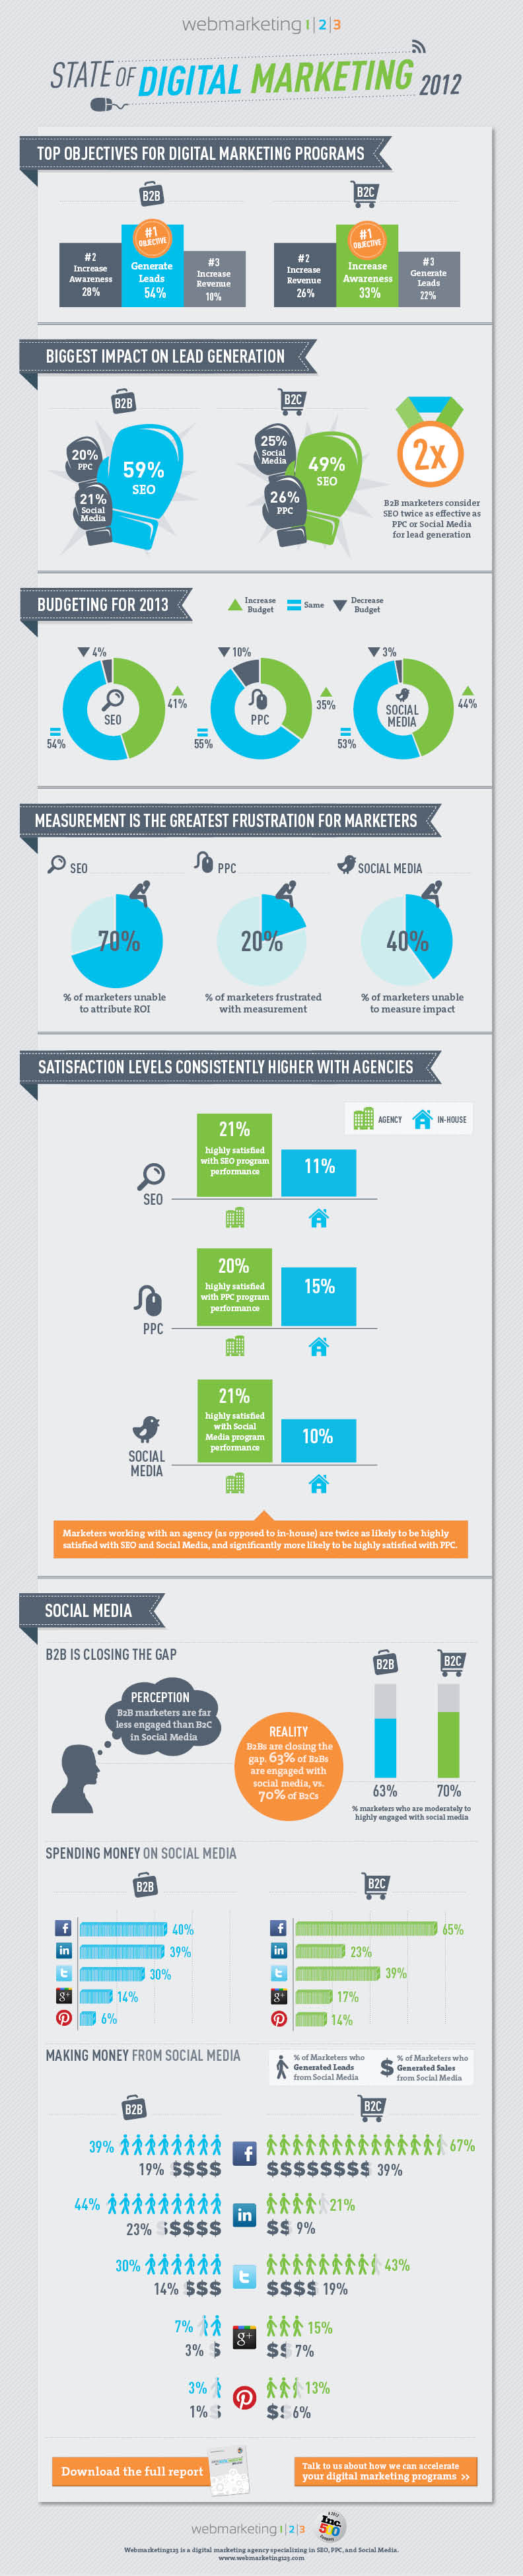 webmarketing 1|2|3
STATE OF DIGITAL MARKETING 2012
TOP OBJECTIVES FOR DIGITAL MARKETING PROGRAMS
B2B
#1
OBJECTIVE
#2
Increase
Awareness
28%
Generate
Leads
54%
#3
Increase
Revenue
10%
B2C
#1
OBJECTIVE
#2
Increase
Revenue
26%
Increase
Awareness
33%
#3
Generate
Leads
22%
BIGGEST IMPACT ON LEAD GENERATION
B2B
20%
PPC
59%
SEO
21%
Social
Media
B2C
25%
Social
Media
49%
SEO
26%
PPC
2x
B2B marketers consider
SEO twice as effective as
PPC or Social Media
for lead generation
BUDGETING FOR 2013
Increase
Budget
Same
Decrease
Budget
4%
SEO
41%
54%
10%
PPC
35%
55%
3%
SOCIAL
MEDIA
44%
53%
MEASUREMENT IS THE GREATEST FRUSTRATION FOR MARKETERS
SEO
70%
% of marketers unable
to attribute ROI
PPC
20%
% of marketers frustrated
with measurement
SOCIAL MEDIA
40%
% of marketers unable
to measure impact
SATISFACTION LEVELS CONSISTENTLY HIGHER WITH AGENCIES
AGENCY
IN-HOUSE
SEO
21%
highly satisfied
with SEO program
performance
11%
PPC
20%
highly satisfied
with PPC program
performance
15%
SOCIAL
MEDIA
21%
highly satisfied
with Social
Media program
performance
10%
Marketers working with an agency (as opposed to in-house) are twice as likely to be highly
satisfied with SEO and Social Media, and significantly more likely to be highly satisfied with PPC.
SOCIAL MEDIA
B2B IS CLOSING THE GAP
PERCEPTION
B2B marketers are far
less engaged than B2C
in Social Media
REALITY
B2Bs are closing the
gap. 63% of B2Bs
are engaged with
social media, vs.
70% of B2Cs
B2B
63%
B2C
70%
% marketers who are moderately to
highly engaged with social media
SPENDING MONEY ON SOCIAL MEDIA
B2B
f 40%
in 39%
t 30%
g+ 14%
6%
B2C
f 65%
in 23%
t 39%
g+ 17%
14%
MAKING MONEY FROM SOCIAL MEDIA
% of Marketers who
Generated Leads
from Social Media
$ % of Marketers who
Generated Sales
from Social Media
B2B
B2C
39% f 67%
19% $$$$ $$$$$$$$ 39%
44% in 21%
23% $$$$$ $$ 9%
30% t 43%
14% $$$ $$$$ 19%
7% g+ 15%
3% $ $$ 7%
3% 13%
1% $ $$ 6%
Download the full report
Talk to us about how we can accelerate
your digital marketing programs >>
webmarketing 1|2|3
Inc.
500
Webmarketing123 is a digital marketing agency specializing in SEO, PPC, and Social Media.
www.webmarketing123.com